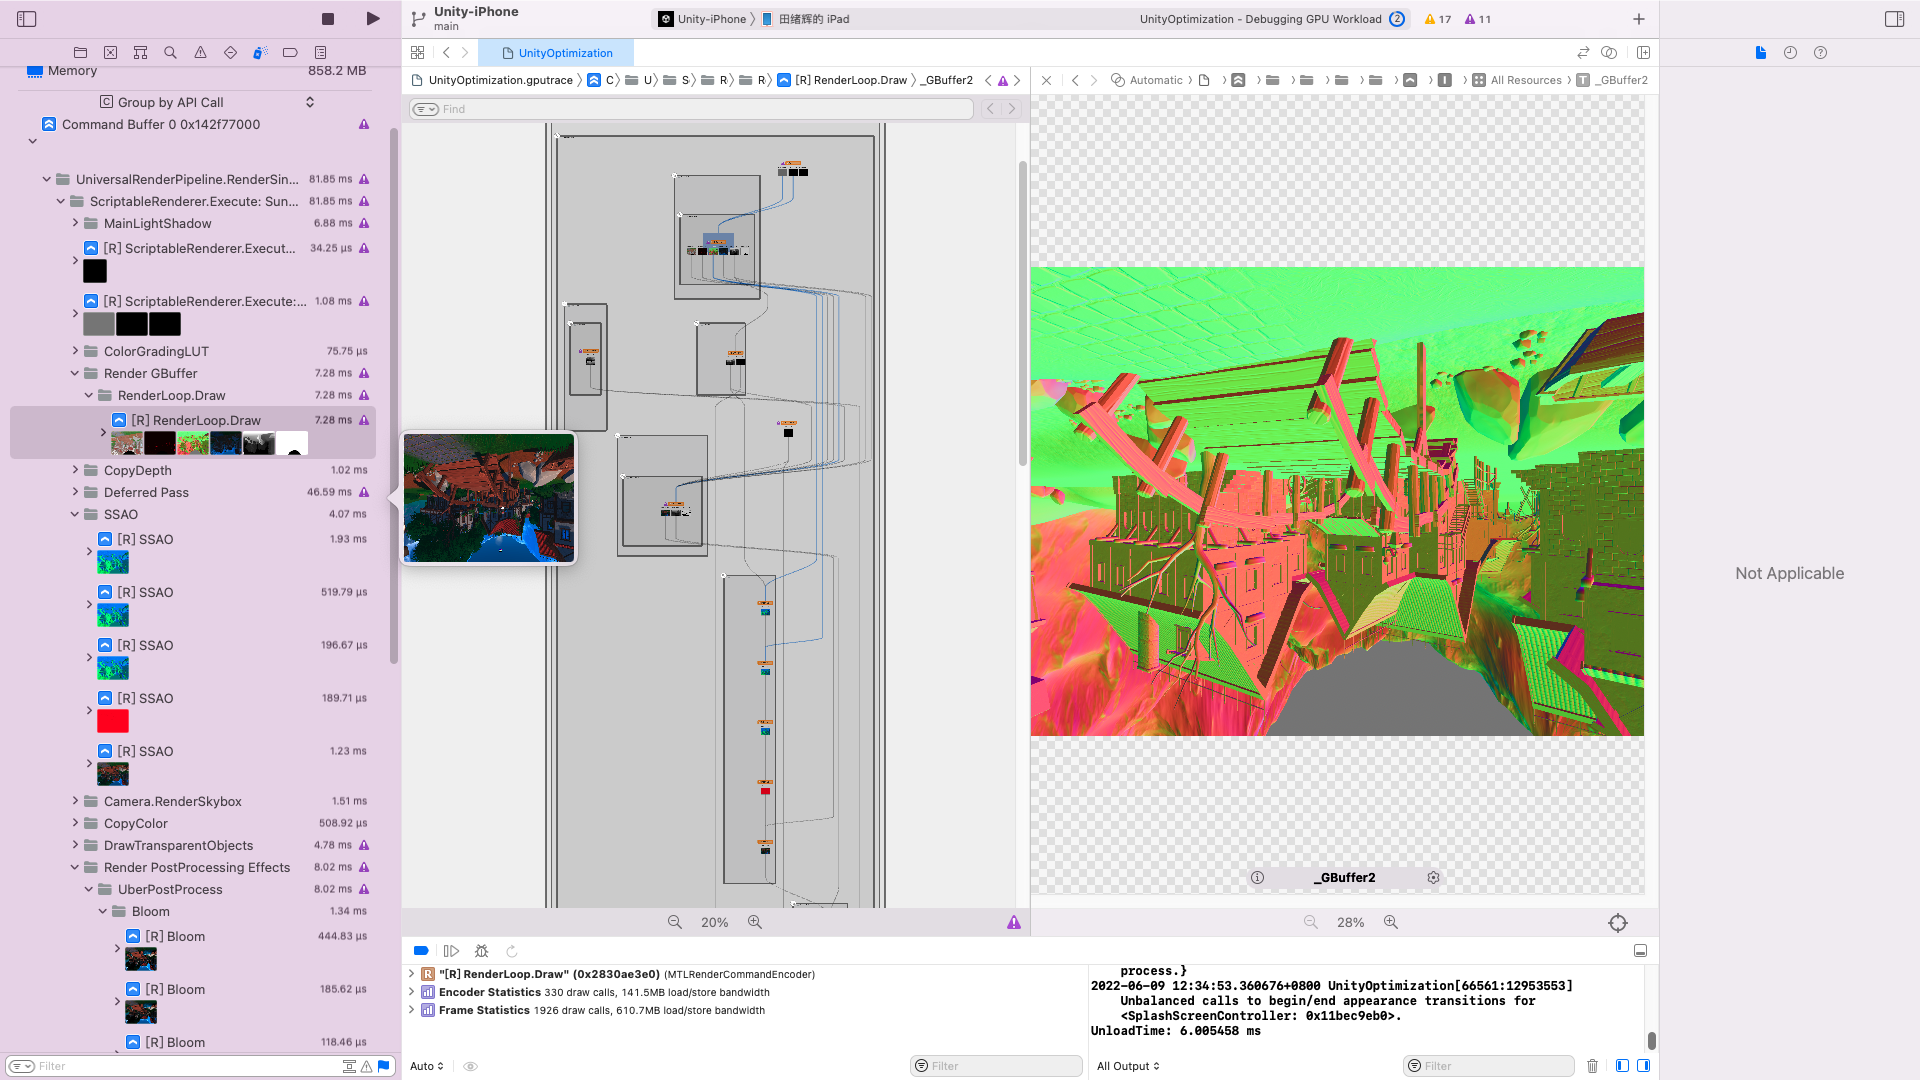 Unity-iPhone
main
Unity-iPhone
田绪辉的 iPad
UnityOptimization - Debugging GPU Workload
2
17
11
UnityOptimization
Memory
858.2 MB
Group by API Call
Command Buffer 0 0x142f77000
UniversalRenderPipeline.RenderSin...
81.85 ms
ScriptableRenderer.Execute: Sun...
81.85 ms
MainLightShadow
6.88 ms
[R] ScriptableRenderer.Execut...
34.25 µs
[R] ScriptableRenderer.Execute:...
1.08 ms
ColorGradingLUT
75.75 µs
Render GBuffer
7.28 ms
RenderLoop.Draw
7.28 ms
[R] RenderLoop.Draw
7.28 ms
CopyDepth
1.02 ms
Deferred Pass
46.59 ms
SSAO
4.07 ms
[R] SSAO
1.93 ms
[R] SSAO
519.79 µs
[R] SSAO
196.67 µs
[R] SSAO
189.71 µs
[R] SSAO
1.23 ms
Camera.RenderSkybox
1.51 ms
CopyColor
508.92 µs
DrawTransparentObjects
4.78 ms
Render PostProcessing Effects
8.02 ms
UberPostProcess
8.02 ms
Bloom
1.34 ms
[R] Bloom
444.83 µs
[R] Bloom
185.62 µs
[R] Bloom
118.46 µs
Filter
UnityOptimization.gputrace
C
U
S
R
R
[R] RenderLoop.Draw
_GBuffer2
Find
20%
Automatic
All Resources
_GBuffer2
_GBuffer2
28%
Not Applicable
"[R] RenderLoop.Draw" (0x2830ae3e0) (MTLRenderCommandEncoder)
Encoder Statistics 330 draw calls, 141.5MB load/store bandwidth
Frame Statistics 1926 draw calls, 610.7MB load/store bandwidth
Auto
Filter
process.}
2022-06-09 12:34:53.360676+0800 UnityOptimization[66561:12953553]
Unbalanced calls to begin/end appearance transitions for
<SplashScreenController: 0x11bec9eb0>.
UnloadTime: 6.005458 ms
All Output
Filter